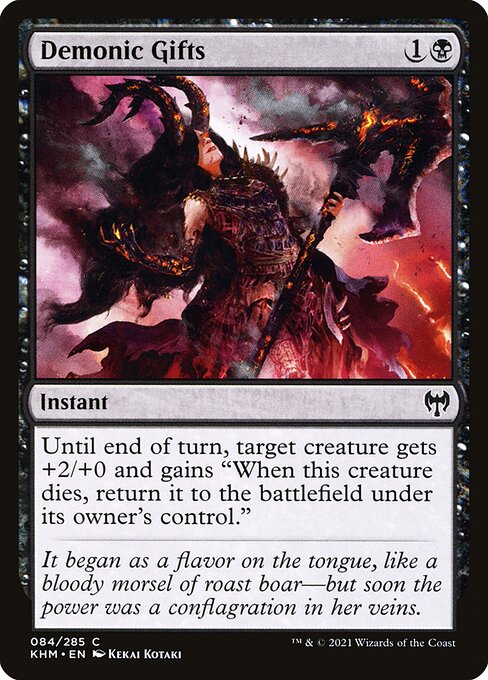 Demonic Gifts 1
Instant
Until end of turn, target creature gets
+2/+0 and gains “When this creature
dies, return it to the battlefield under
its owner’s control.”
It began as a flavor on the tongue, like a
bloody morsel of roast boar—but soon the
power was a conflagration in her veins.
084/285 C
KHM • EN Kekai Kotaki
™ & © 2021 Wizards of the Coast